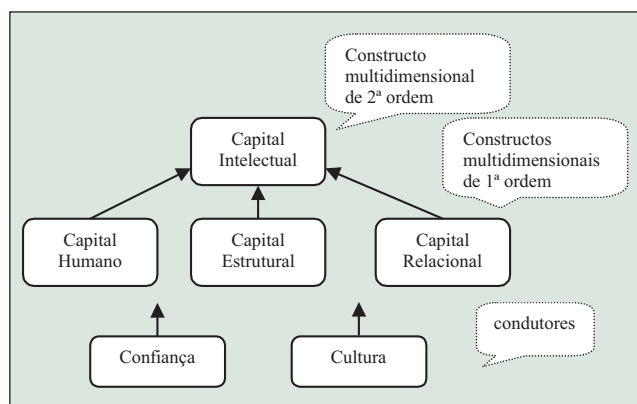 Constructo
multidimensional
de 2ª ordem
Capital
Intelectual
Constructos
multidimensionais
de 1ª ordem
Capital
Humano
Capital
Estrutural
Capital
Relacional
condutores
Confiança
Cultura